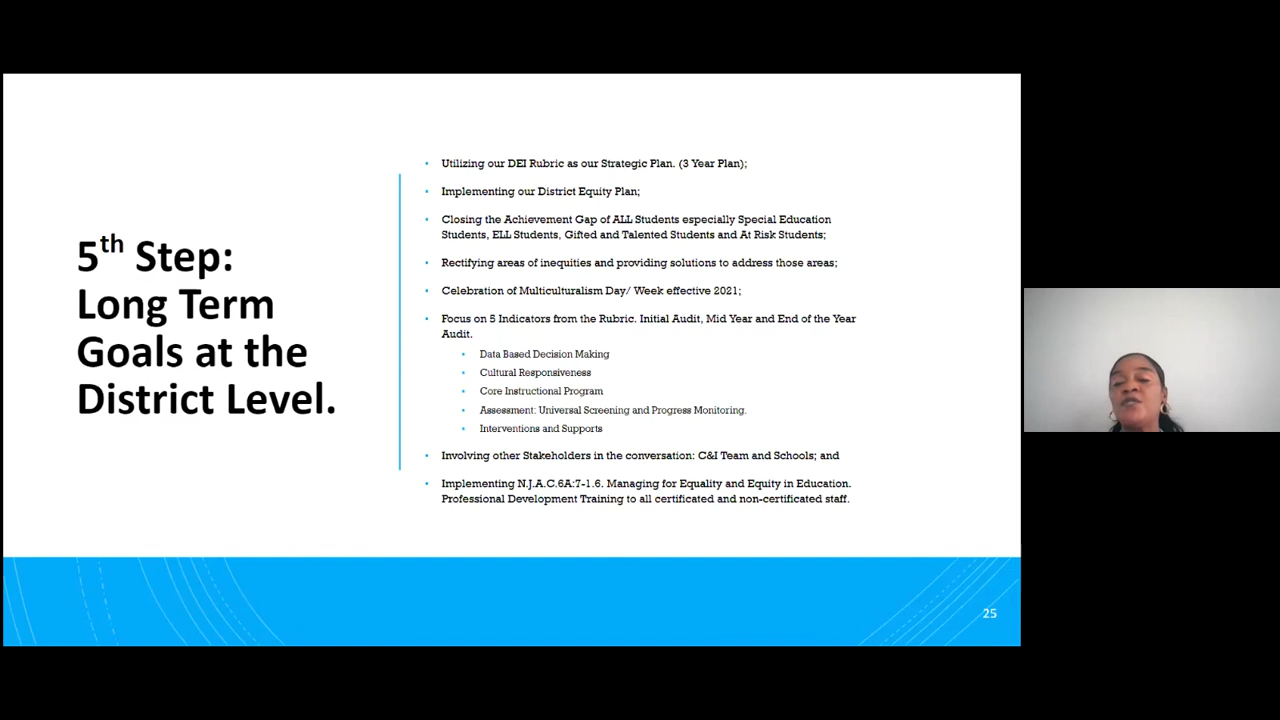 5th Step:
Long Term
Goals at the
District Level.
• Utilizing our DEI Rubric as our Strategic Plan. (3 Year Plan);
• Implementing our District Equity Plan;
• Closing the Achievement Gap of ALL Students especially Special Education
Students, ELL Students, Gifted and Talented Students and At Risk Students;
• Rectifying areas of inequities and providing solutions to address those areas;
• Celebration of Multiculturalism Day/ Week effective 2021;
• Focus on 5 Indicators from the Rubric. Initial Audit, Mid Year and End of the Year
Audit.
• Data Based Decision Making
• Cultural Responsiveness
• Core Instructional Program
• Assessment: Universal Screening and Progress Monitoring.
• Interventions and Supports
• Involving other Stakeholders in the conversation: C&I Team and Schools; and
• Implementing N.J.A.C.6A:7-1.6. Managing for Equality and Equity in Education.
Professional Development Training to all certificated and non-certificated staff.
25